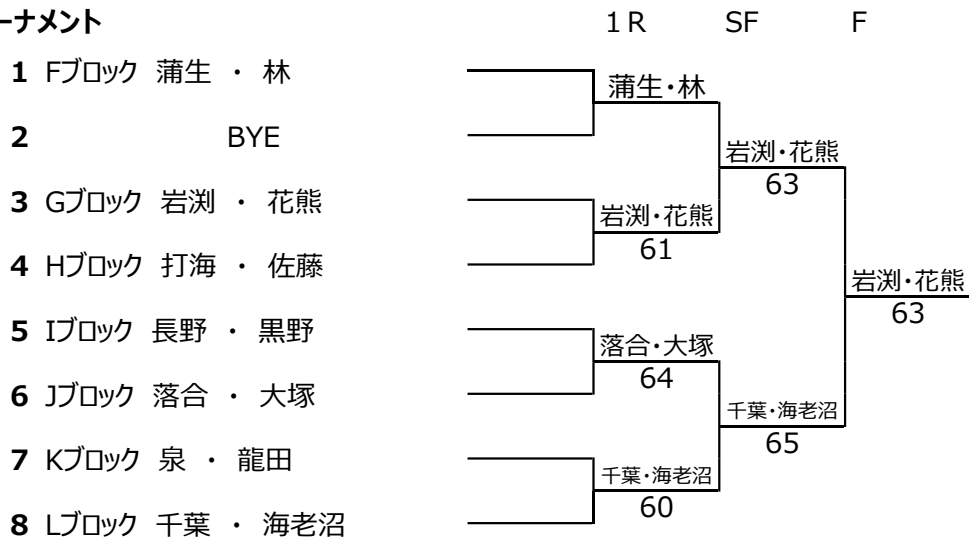 ーナメント 1R SF F
1 Fブロック 蒲生 ・ 林
蒲生・林
2 BYE
岩渕・花熊
63
3 Gブロック 岩渕 ・ 花熊
岩渕・花熊
61
4 Hブロック 打海 ・ 佐藤
岩渕・花熊
63
5 Iブロック 長野 ・ 黒野
落合・大塚
64
6 Jブロック 落合 ・ 大塚
千葉・海老沼
65
7 Kブロック 泉 ・ 龍田
千葉・海老沼
60
8 Lブロック 千葉 ・ 海老沼